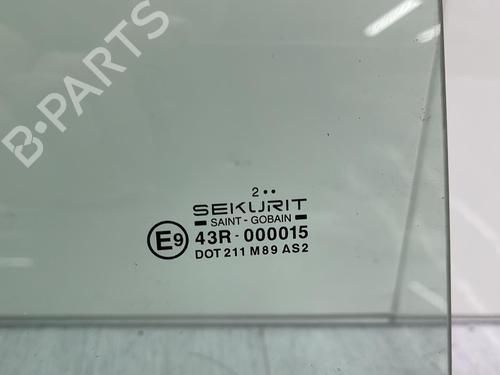 B-PARTS
2••
SEKURIT
SAINT - GOBAIN
E9 43R - 000015
DOT 211 M89 AS2